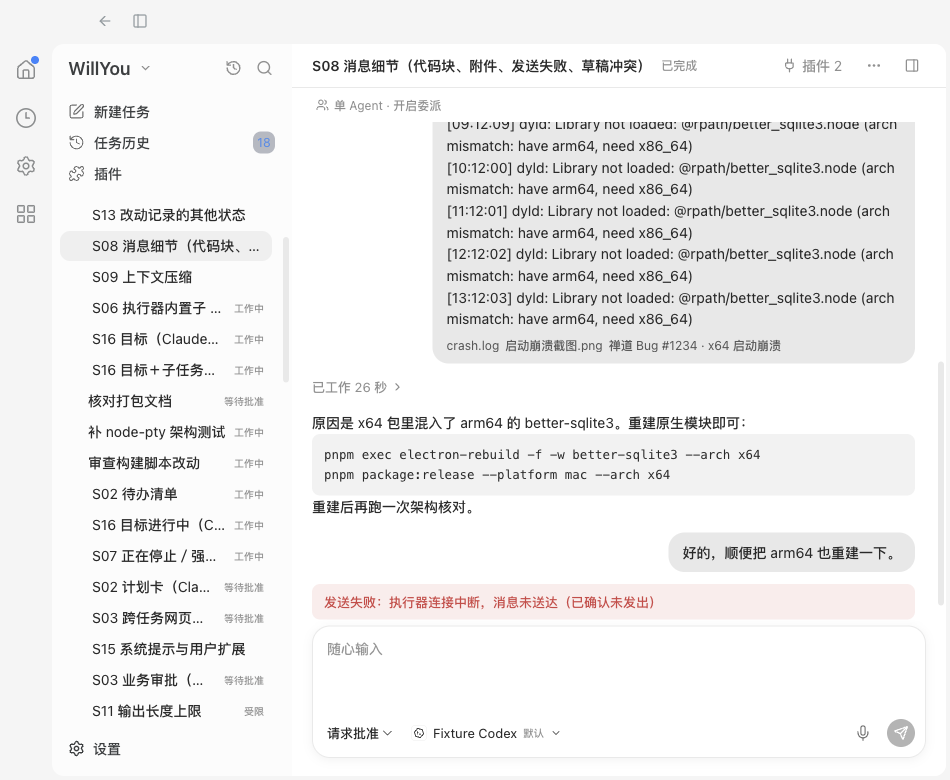 WillYou
新建任务
任务历史 18
插件
S13 改动记录的其他状态
S08 消息细节（代码块、...
S09 上下文压缩
S06 执行器内置子 ... 工作中
S16 目标（Claude... 工作中
S16 目标＋子任务... 工作中
核对打包文档 等待批准
补 node-pty 架构测试 工作中
审查构建脚本改动 工作中
S02 待办清单 工作中
S16 目标进行中（C... 工作中
S07 正在停止 / 强... 工作中
S02 计划卡（Cla... 等待批准
S03 跨任务网页... 等待批准
S15 系统提示与用户扩展
S03 业务审批（... 等待批准
S11 输出长度上限 受限
设置
S08 消息细节（代码块、附件、发送失败、草稿冲突） 已完成 插件 2
单 Agent · 开启委派
[09:12:09] dyld: Library not loaded: @rpath/better_sqlite3.node (arch
mismatch: have arm64, need x86_64)
[10:12:00] dyld: Library not loaded: @rpath/better_sqlite3.node (arch
mismatch: have arm64, need x86_64)
[11:12:01] dyld: Library not loaded: @rpath/better_sqlite3.node (arch
mismatch: have arm64, need x86_64)
[12:12:02] dyld: Library not loaded: @rpath/better_sqlite3.node (arch
mismatch: have arm64, need x86_64)
[13:12:03] dyld: Library not loaded: @rpath/better_sqlite3.node (arch
mismatch: have arm64, need x86_64)
crash.log 启动崩溃截图.png 禅道 Bug #1234 · x64 启动崩溃
已工作 26 秒
原因是 x64 包里混入了 arm64 的 better-sqlite3。重建原生模块即可：
pnpm exec electron-rebuild -f -w better-sqlite3 --arch x64
pnpm package:release --platform mac --arch x64
重建后再跑一次架构核对。
好的，顺便把 arm64 也重建一下。
发送失败：执行器连接中断，消息未送达（已确认未发出）
随心输入
请求批准 Fixture Codex 默认